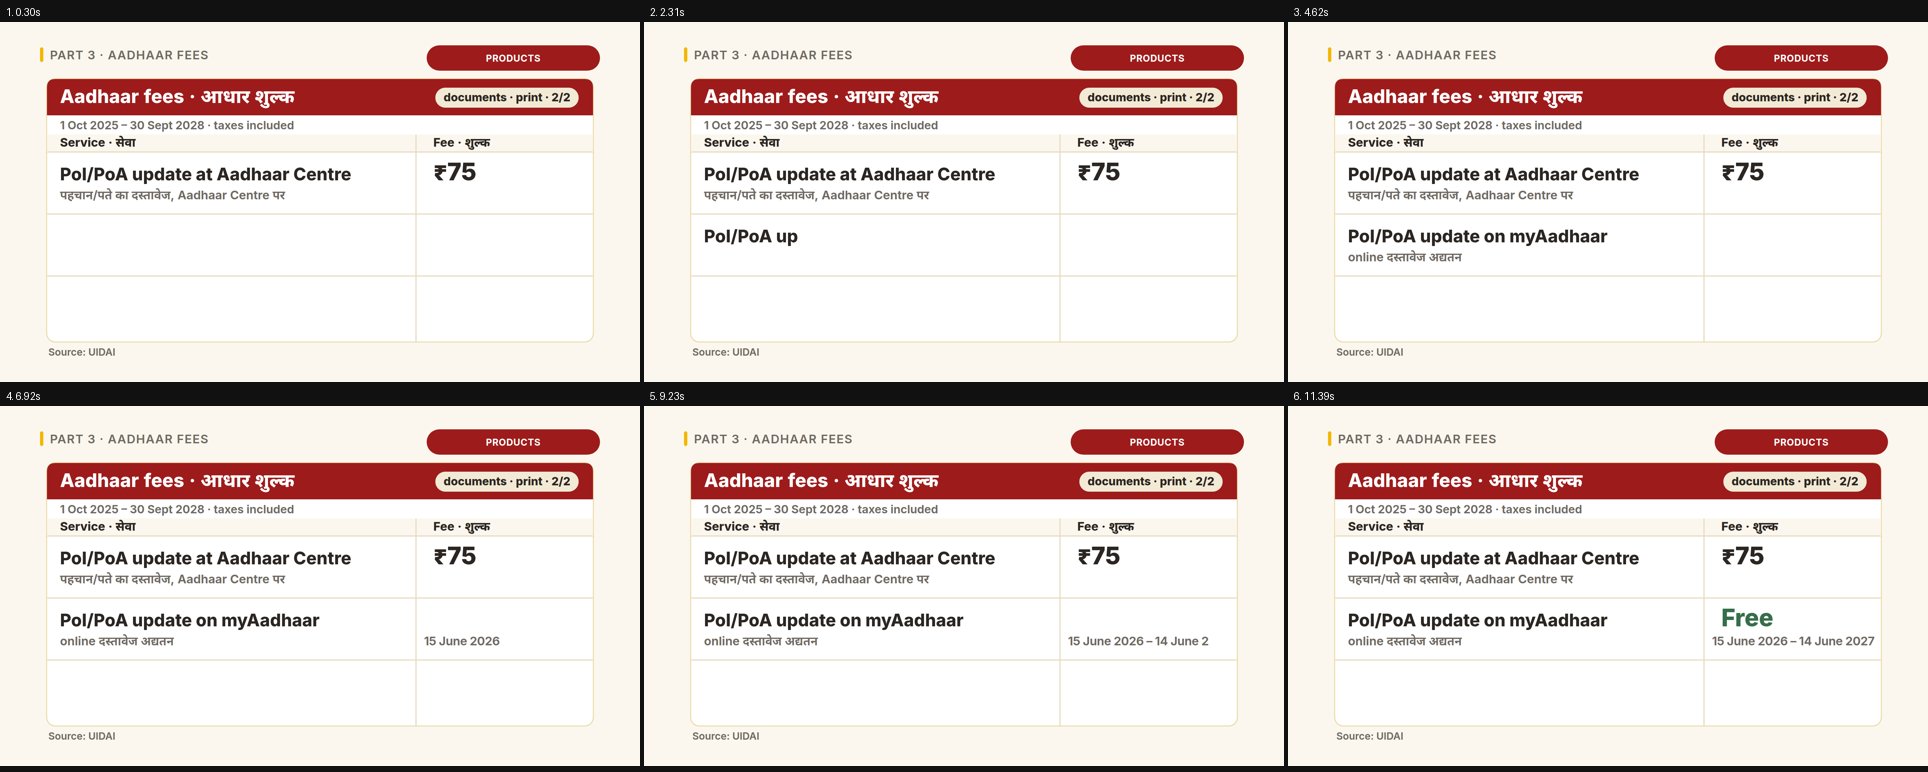 1. 0.30s
PART 3 · AADHAAR FEES
PRODUCTS
Aadhaar fees · आधार शुल्क
documents · print · 2/2
1 Oct 2025 – 30 Sept 2028 · taxes included
Service · सेवा
Fee · शुल्क
PoI/PoA update at Aadhaar Centre
₹75
पहचान/पते का दस्तावेज, Aadhaar Centre पर
Source: UIDAI
2. 2.31s
PART 3 · AADHAAR FEES
PRODUCTS
Aadhaar fees · आधार शुल्क
documents · print · 2/2
1 Oct 2025 – 30 Sept 2028 · taxes included
Service · सेवा
Fee · शुल्क
PoI/PoA update at Aadhaar Centre
₹75
पहचान/पते का दस्तावेज, Aadhaar Centre पर
PoI/PoA up
Source: UIDAI
3. 4.62s
PART 3 · AADHAAR FEES
PRODUCTS
Aadhaar fees · आधार शुल्क
documents · print · 2/2
1 Oct 2025 – 30 Sept 2028 · taxes included
Service · सेवा
Fee · शुल्क
PoI/PoA update at Aadhaar Centre
₹75
पहचान/पते का दस्तावेज, Aadhaar Centre पर
PoI/PoA update on myAadhaar
online दस्तावेज अद्यतन
Source: UIDAI
4. 6.92s
PART 3 · AADHAAR FEES
PRODUCTS
Aadhaar fees · आधार शुल्क
documents · print · 2/2
1 Oct 2025 – 30 Sept 2028 · taxes included
Service · सेवा
Fee · शुल्क
PoI/PoA update at Aadhaar Centre
₹75
पहचान/पते का दस्तावेज, Aadhaar Centre पर
PoI/PoA update on myAadhaar
online दस्तावेज अद्यतन
15 June 2026
Source: UIDAI
5. 9.23s
PART 3 · AADHAAR FEES
PRODUCTS
Aadhaar fees · आधार शुल्क
documents · print · 2/2
1 Oct 2025 – 30 Sept 2028 · taxes included
Service · सेवा
Fee · शुल्क
PoI/PoA update at Aadhaar Centre
₹75
पहचान/पते का दस्तावेज, Aadhaar Centre पर
PoI/PoA update on myAadhaar
online दस्तावेज अद्यतन
15 June 2026 – 14 June 2
Source: UIDAI
6. 11.39s
PART 3 · AADHAAR FEES
PRODUCTS
Aadhaar fees · आधार शुल्क
documents · print · 2/2
1 Oct 2025 – 30 Sept 2028 · taxes included
Service · सेवा
Fee · शुल्क
PoI/PoA update at Aadhaar Centre
₹75
पहचान/पते का दस्तावेज, Aadhaar Centre पर
PoI/PoA update on myAadhaar
Free
online दस्तावेज अद्यतन
15 June 2026 – 14 June 2027
Source: UIDAI